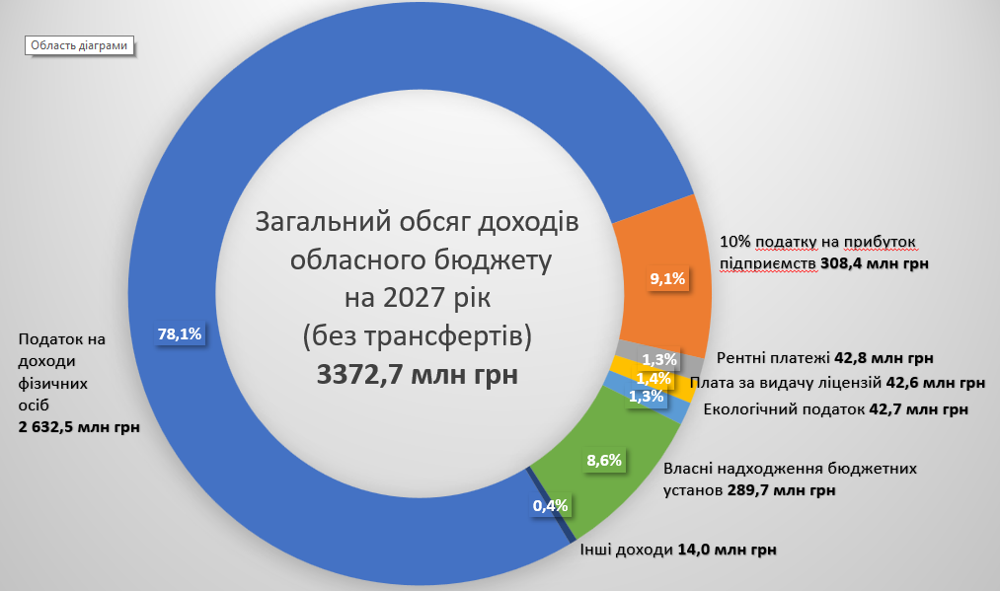 Область діаграми
Загальний обсяг доходів
обласного бюджету
на 2027 рік
(без трансфертів)
3372,7 млн грн
78,1%
Податок на
доходи
фізичних
осіб
2 632,5 млн грн
9,1%
10% податку на прибуток
підприємств 308,4 млн грн
1,3%
Рентні платежі 42,8 млн грн
1,4%
Плата за видачу ліцензій 42,6 млн грн
1,3%
Екологічний податок 42,7 млн грн
8,6%
Власні надходження бюджетних
установ 289,7 млн грн
0,4%
Інші доходи 14,0 млн грн